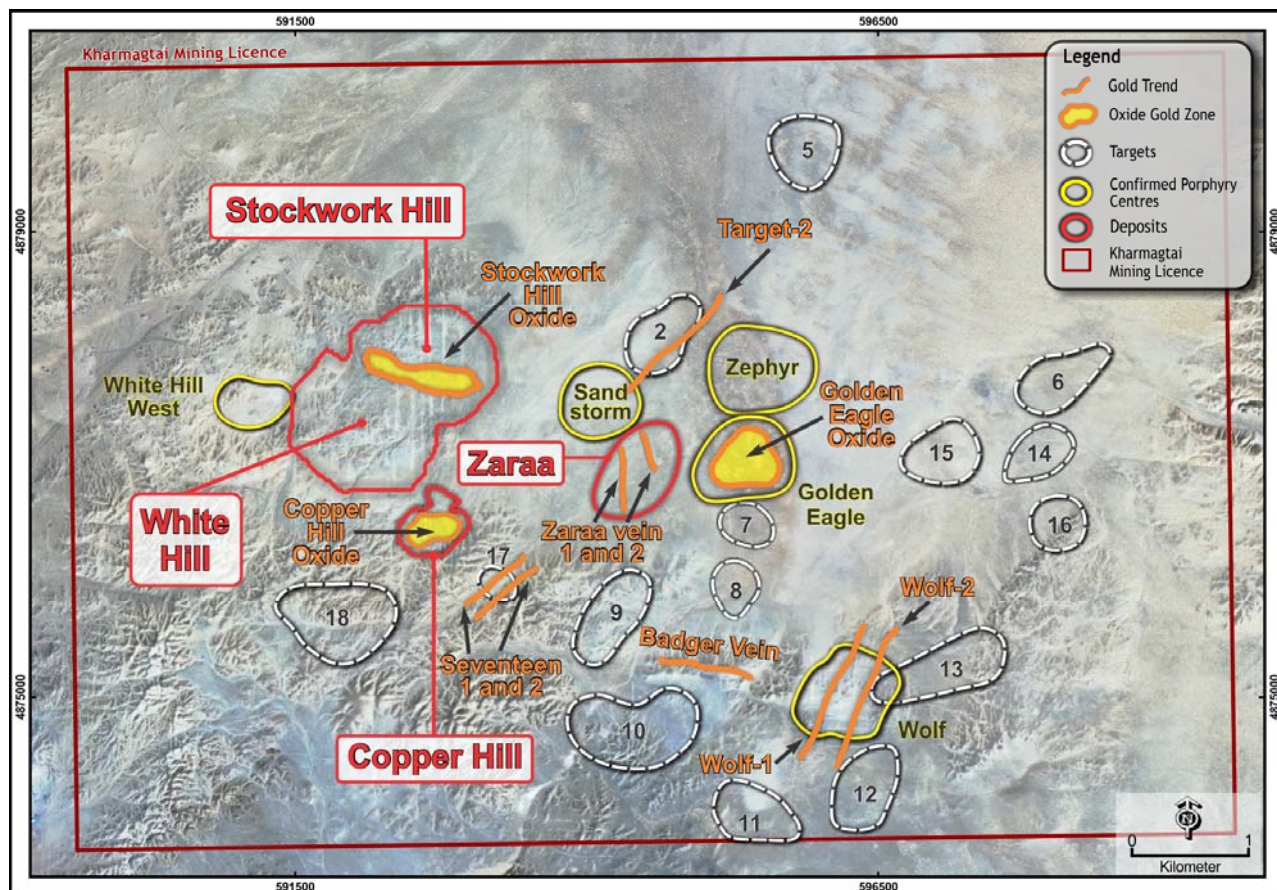 591500
596500
Kharmagtai Mining Licence
Legend
Gold Trend
Oxide Gold Zone
Targets
Confirmed Porphyry
Centres
Deposits
Kharmagtai
Mining Licence
4879000
4879000
5
Stockwork Hill
Target-2
Stockwork
Hill
Oxide
2
Zephyr
6
White Hill
West
Sand
storm
Golden
Eagle
Oxide
15
14
Zaraa
Golden
Eagle
White
Hill
Copper
Hill
Oxide
Zaraa vein
1 and 2
7
16
17
8
Wolf-2
18
9
Badger Vein
Seventeen
1 and 2
13
4875000
4875000
10
Wolf
Copper Hill
Wolf-1
12
11
N
0
1
Kilometer
591500
596500